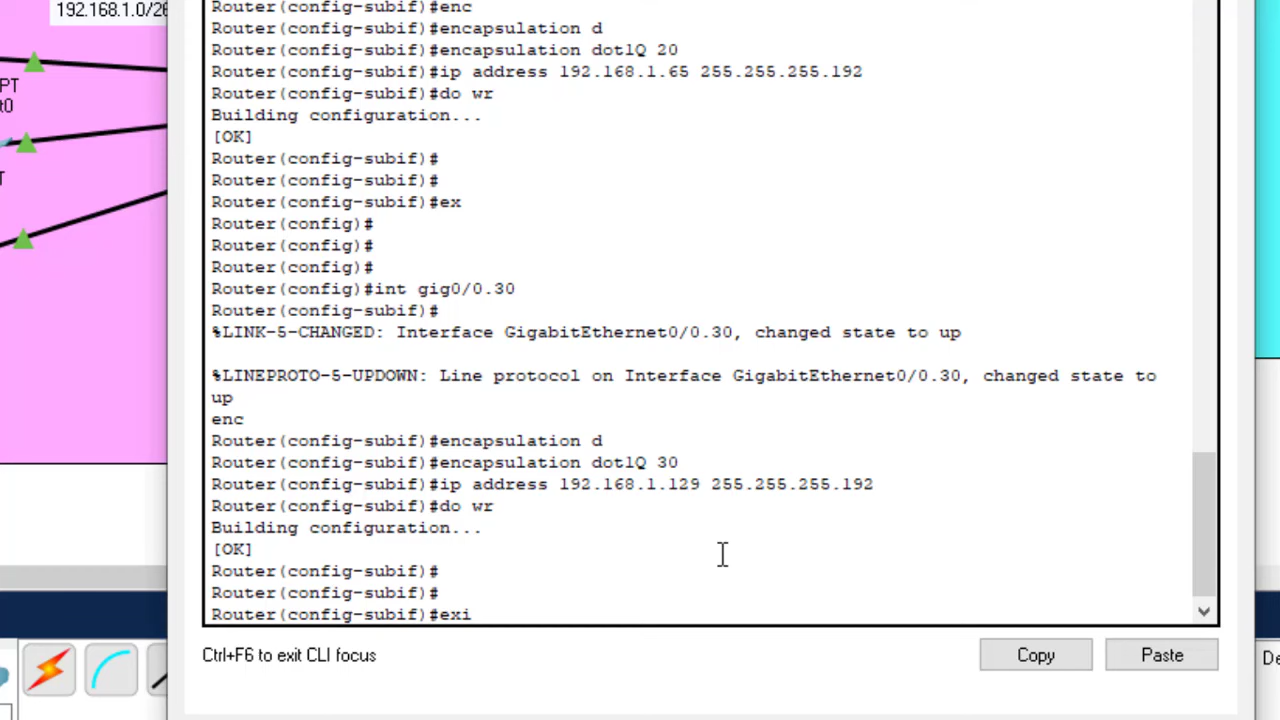 192.168.1.0/26
PT
t0
T
Router(config-subif)#enc
Router(config-subif)#encapsulation d
Router(config-subif)#encapsulation dot1Q 20
Router(config-subif)#ip address 192.168.1.65 255.255.255.192
Router(config-subif)#do wr
Building configuration...
[OK]
Router(config-subif)#
Router(config-subif)#
Router(config-subif)#ex
Router(config)#
Router(config)#
Router(config)#
Router(config)#int gig0/0.30
Router(config-subif)#
%LINK-5-CHANGED: Interface GigabitEthernet0/0.30, changed state to up
%LINEPROTO-5-UPDOWN: Line protocol on Interface GigabitEthernet0/0.30, changed state to
up
enc
Router(config-subif)#encapsulation d
Router(config-subif)#encapsulation dot1Q 30
Router(config-subif)#ip address 192.168.1.129 255.255.255.192
Router(config-subif)#do wr
Building configuration...
[OK]
Router(config-subif)#
Router(config-subif)#
Router(config-subif)#exi
Ctrl+F6 to exit CLI focus
Copy
Paste
De